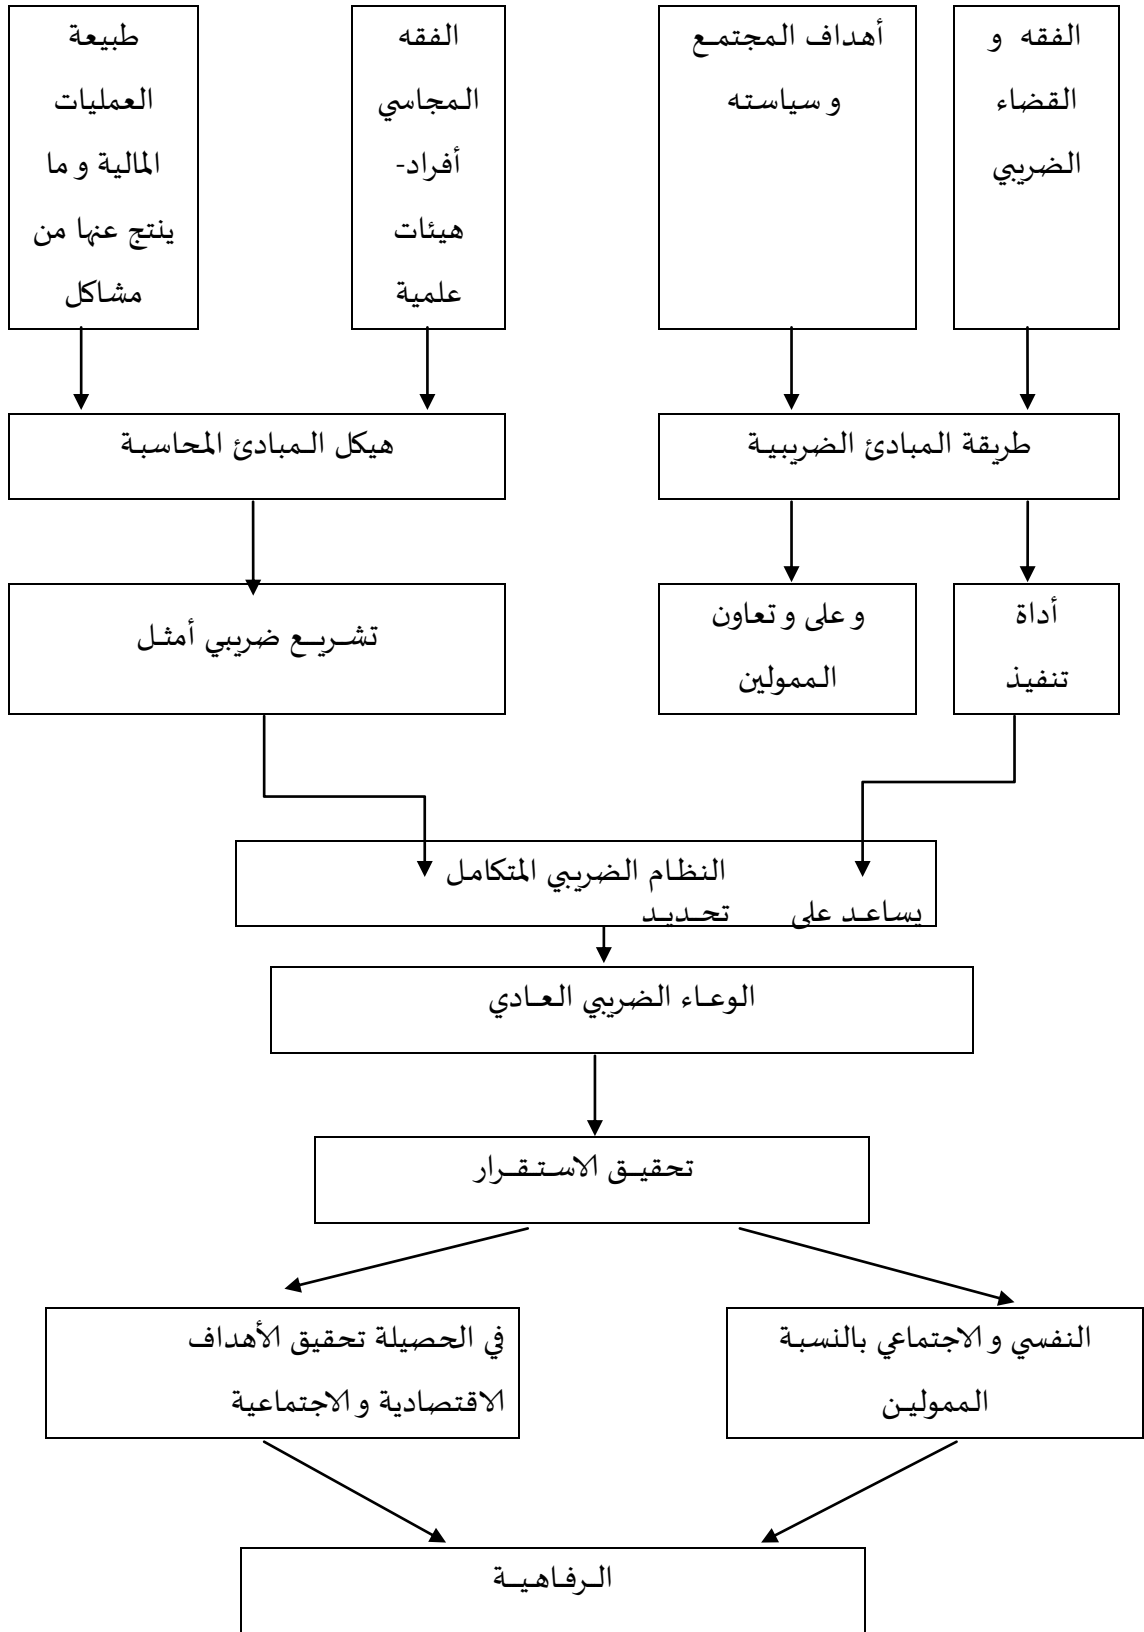 الفقه و
القضاء
الضريبي
أهداف المجتمع
و سياسته
الفقه
المجاسي
أفراد-
هيئات
علمية
طبيعة
العمليات
المالية و ما
ينتج عنها من
مشاكل
طريقة المبادئ الضريبية
هيكل المبادئ المحاسبة
أداة
تنفيذ
و على و تعاون
الممولين
تشريع ضريبي أمثل
النظام الضريبي المتكامل
يساعد على تحديد
الوعاء الضريبي العادي
تحقيق الاستقرار
النفسي و الاجتماعي بالنسبة
الممولين
في الحصيلة تحقيق الأهداف
الاقتصادية و الاجتماعية
الرفاهية